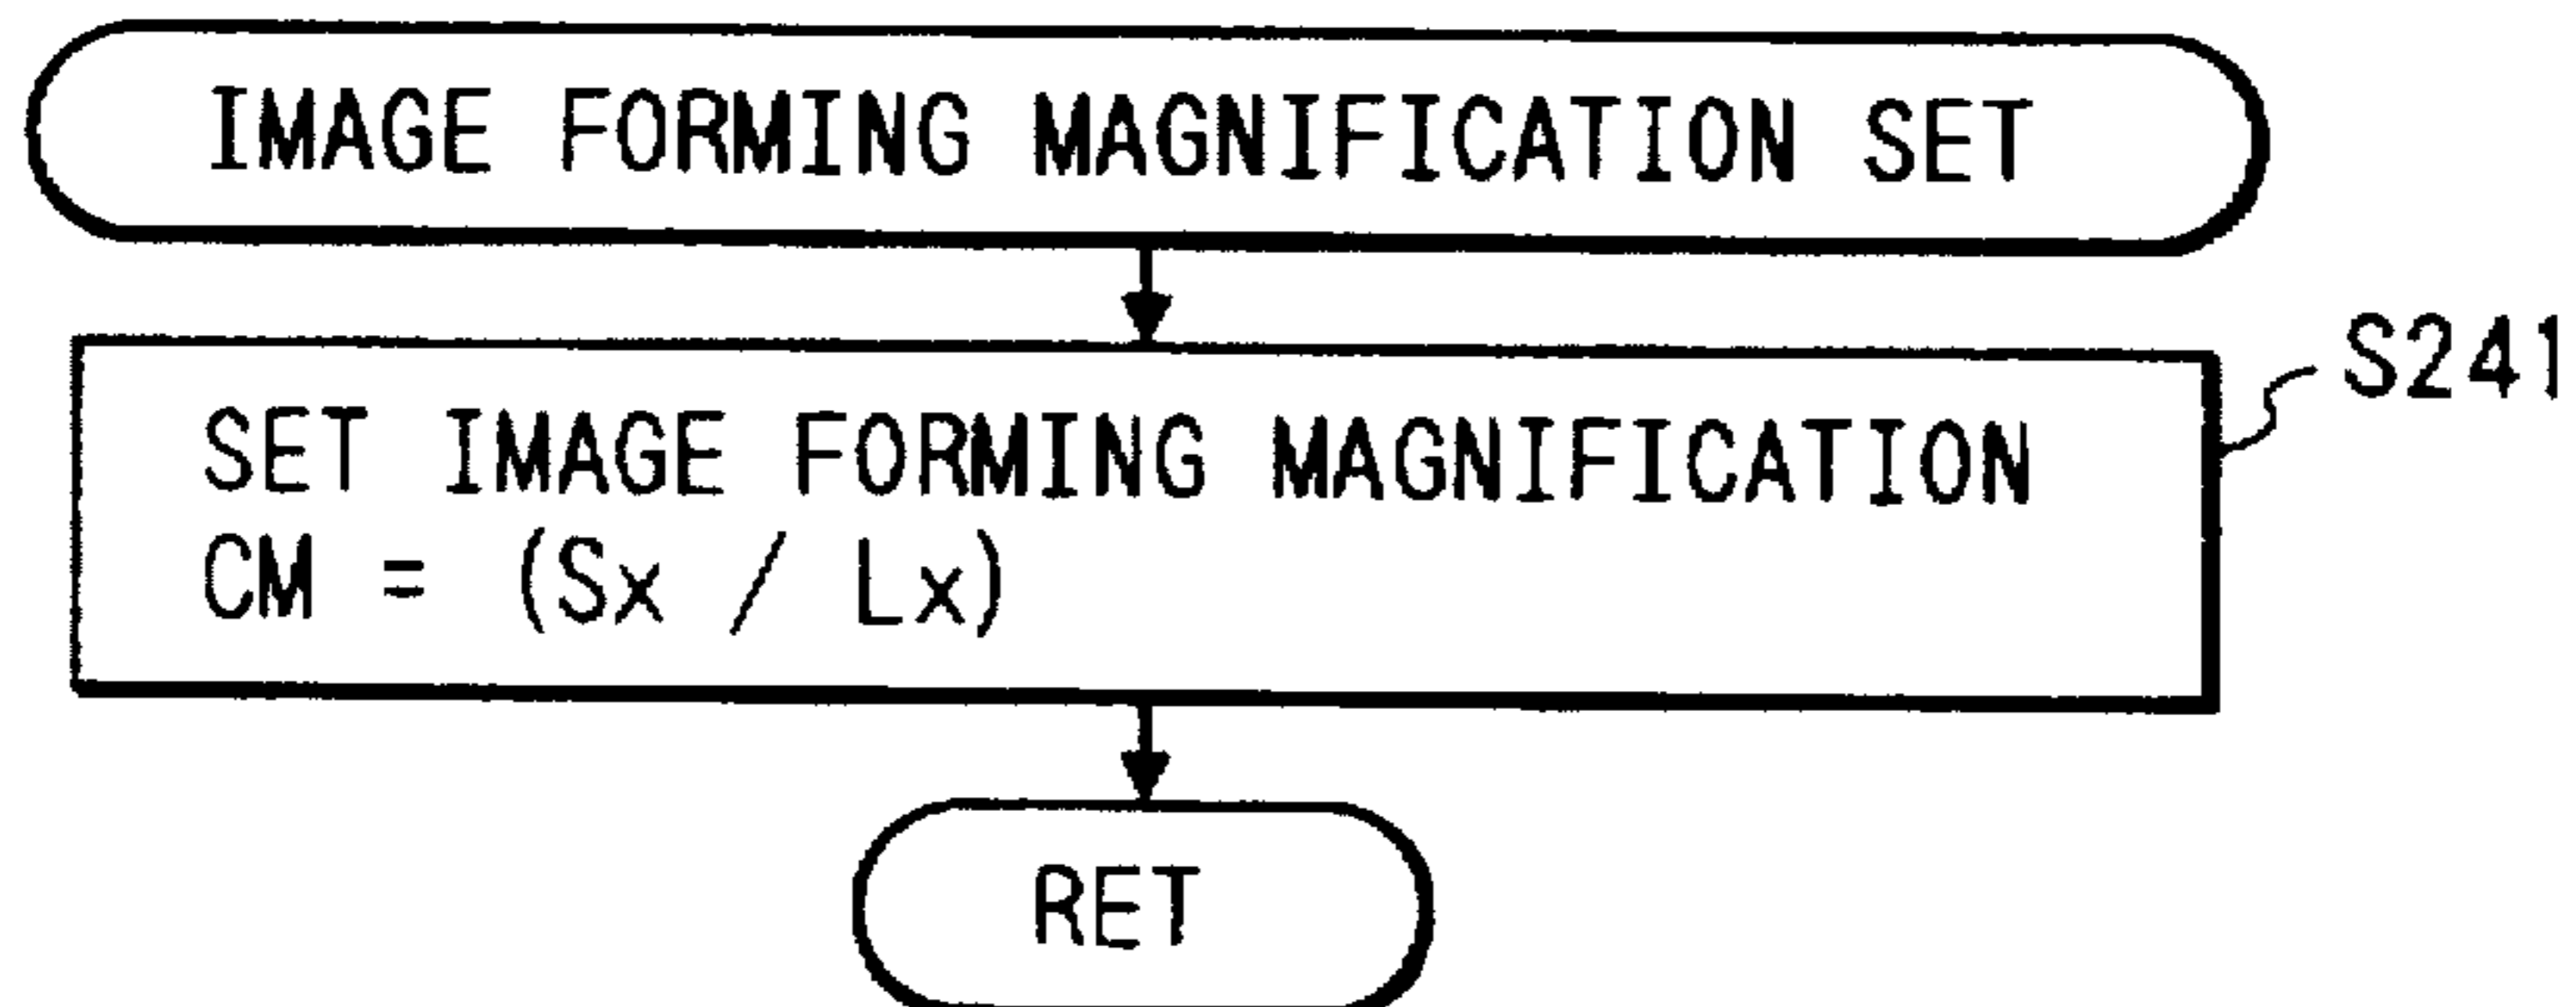 IMAGE FORMING MAGNIFICATION SET
S241
SET IMAGE FORMING MAGNIFICATION
CM = (Sx / Lx)
RET